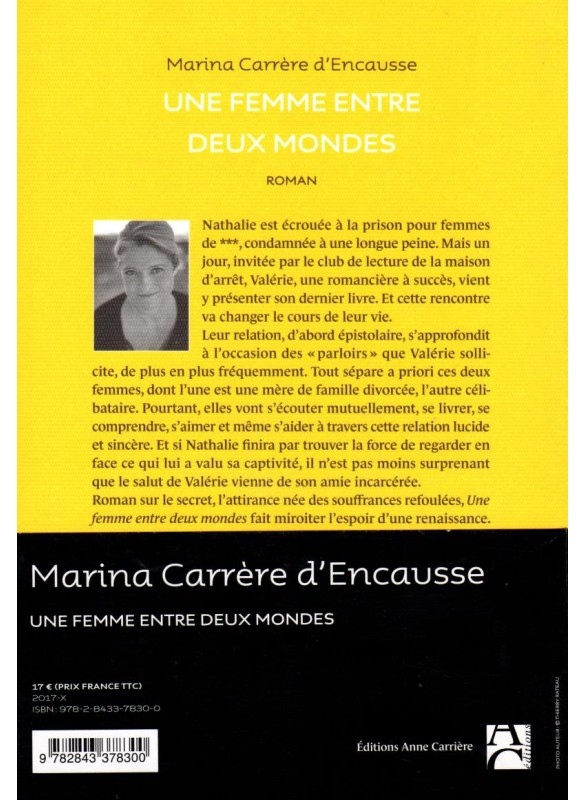 Marina Carrère d'Encausse
UNE FEMME ENTRE
DEUX MONDES
ROMAN
Nathalie est écrouée à la prison pour femmes
de ***, condamnée à une longue peine. Mais un
jour, invitée par le club de lecture de la maison
d'arrêt, Valérie, une romancière à succès, vient
y présenter son dernier livre. Et cette rencontre
va changer le cours de leur vie.
Leur relation, d'abord épistolaire, s'approfondit
à l'occasion des « parloirs » que Valérie solli-
cite, de plus en plus fréquemment. Tout sépare a priori ces deux
femmes, dont l'une est une mère de famille divorcée, l'autre céli-
bataire. Pourtant, elles vont s'écouter mutuellement, se livrer, se
comprendre, s'aimer et même s'aider à travers cette relation lucide
et sincère. Et si Nathalie finira par trouver la force de regarder en
face ce qui lui a valu sa captivité, il n'est pas moins surprenant
que le salut de Valérie vienne de son amie incarcérée.
Roman sur le secret, l'attirance née des souffrances refoulées, Une
femme entre deux mondes fait miroiter l'espoir d'une renaissance.
Marina Carrère d'Encausse
UNE FEMME ENTRE DEUX MONDES
17 € (PRIX FRANCE TTC)
2017-X
ISBN : 978-2-8433-7830-0
9 782843 378300
Éditions Anne Carrière
AC
éditions
PHOTO AUTEUR : © THIERRY RATEAU